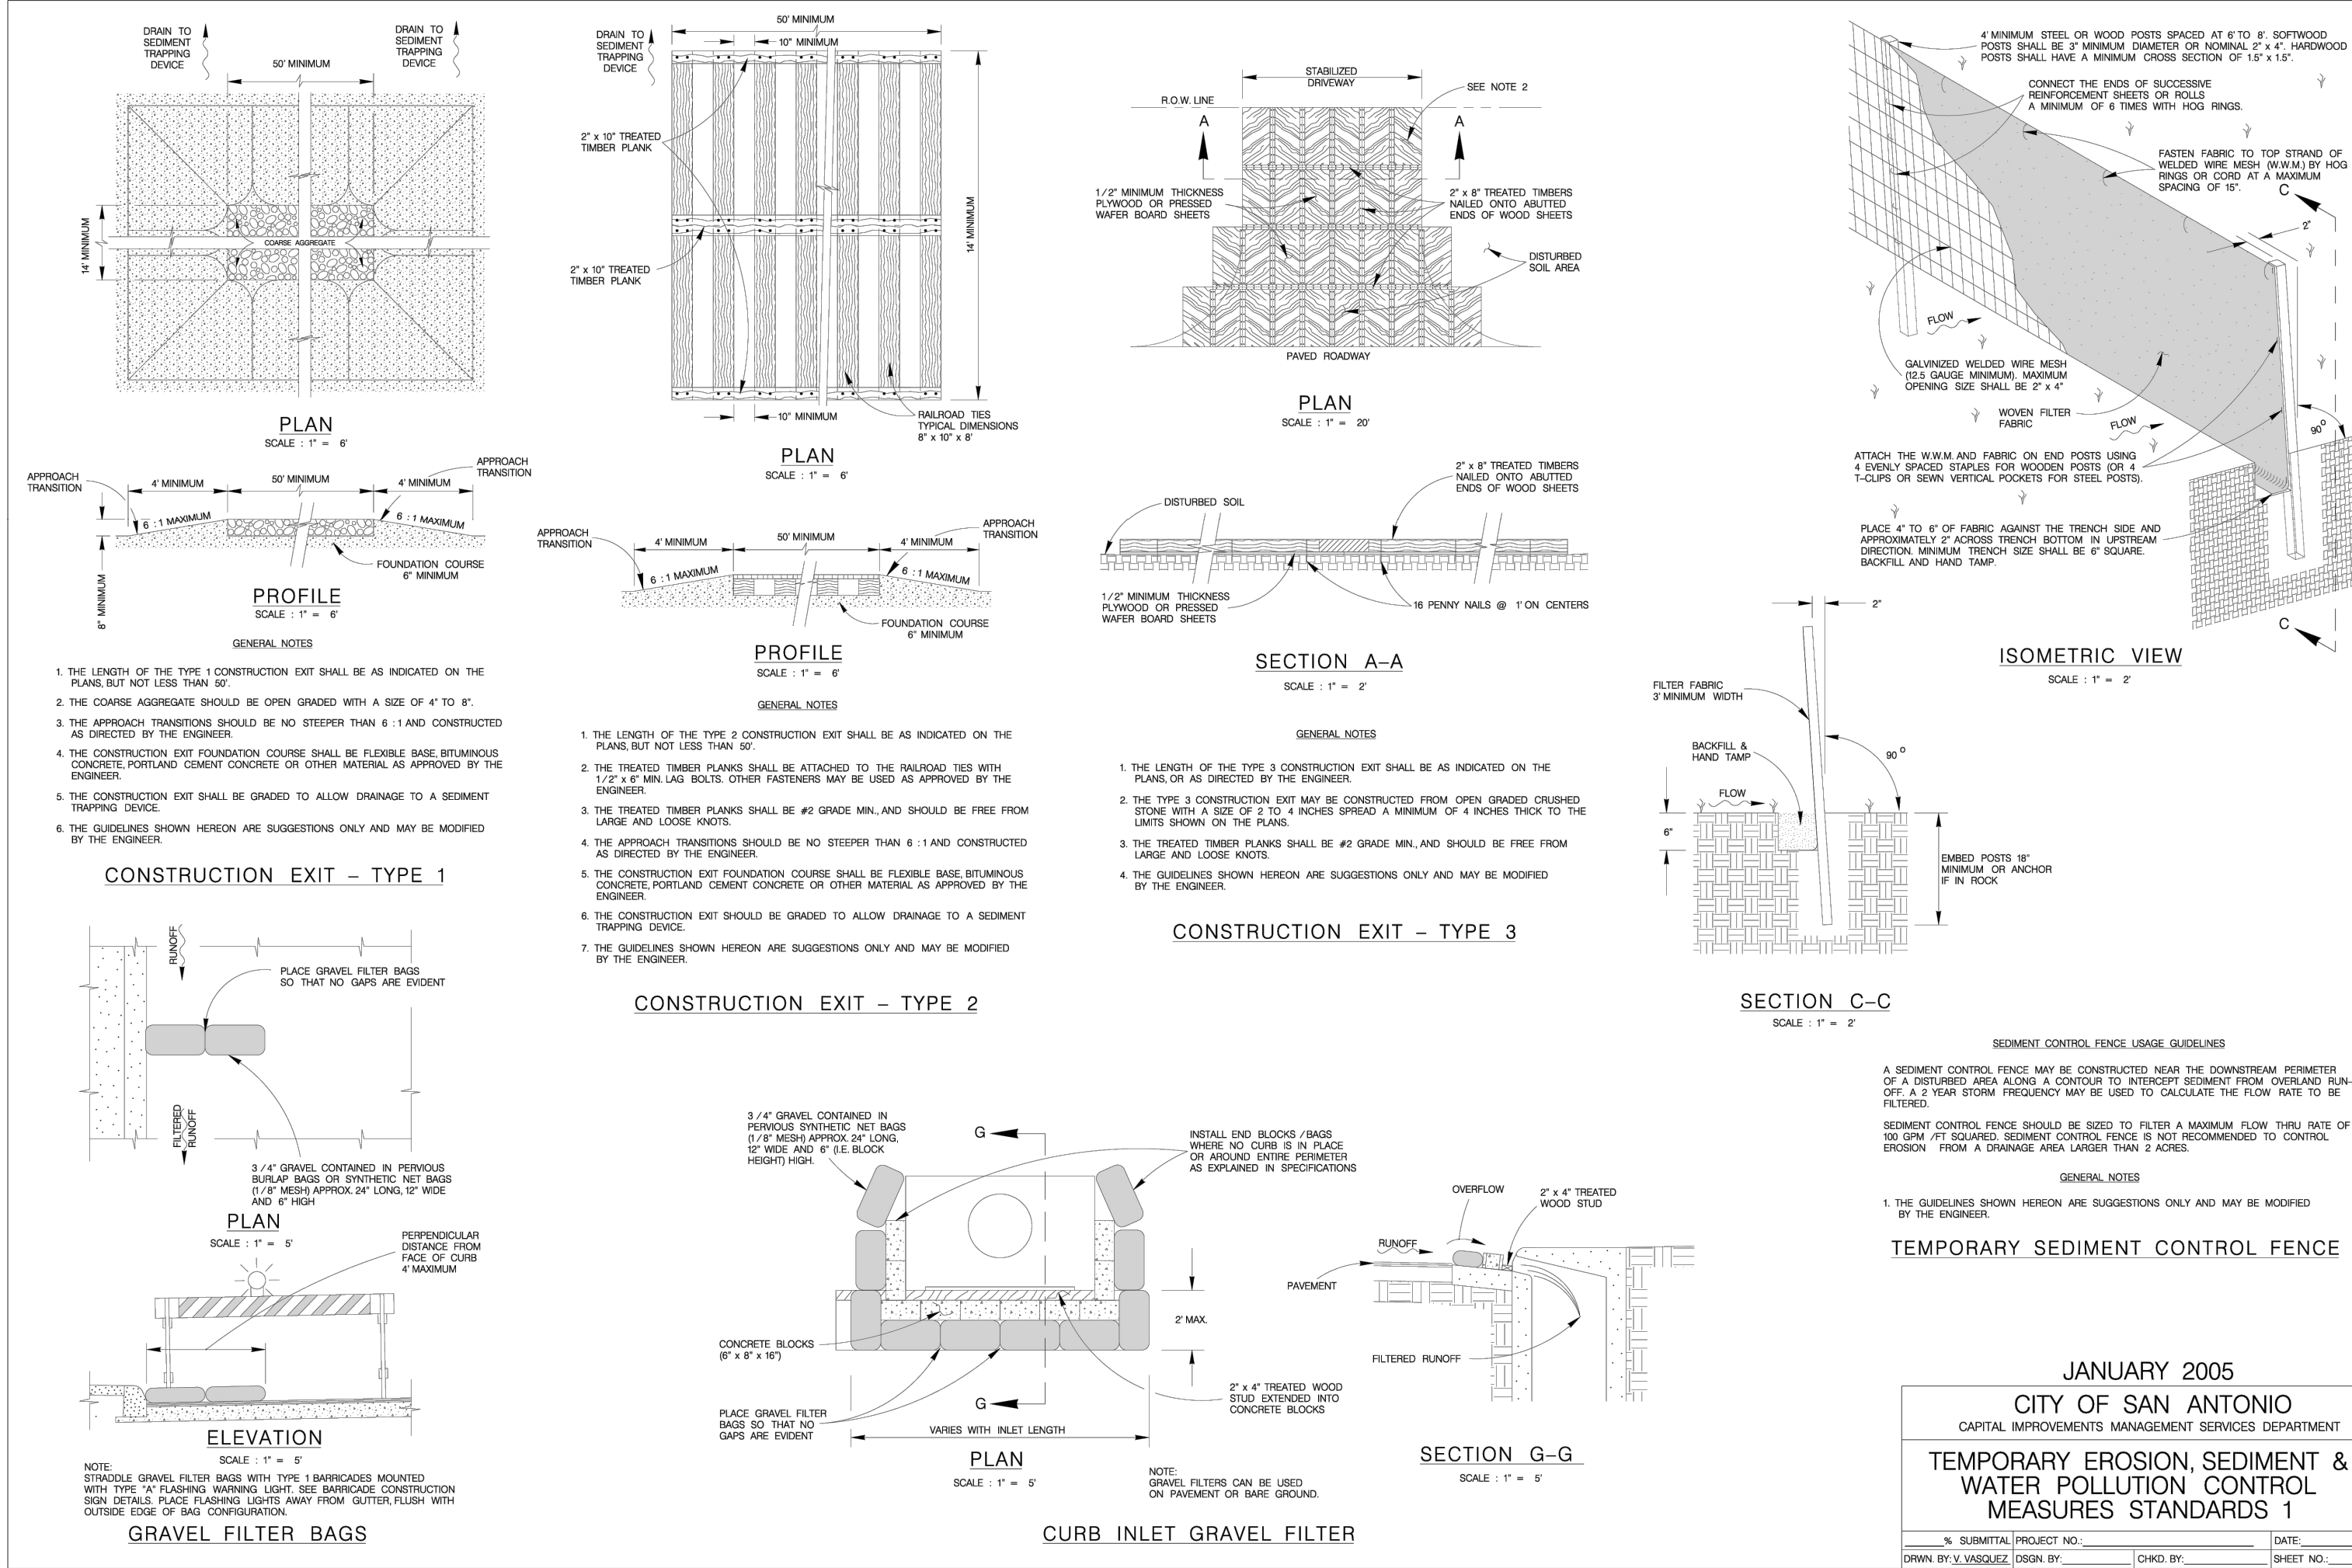 DRAIN TO
SEDIMENT
TRAPPING
DEVICE
DRAIN TO
SEDIMENT
TRAPPING
DEVICE
50' MINIMUM
14' MINIMUM
COARSE AGGREGATE
PLAN
SCALE : 1" = 6'
APPROACH
TRANSITION
4' MINIMUM
50' MINIMUM
4' MINIMUM
APPROACH
TRANSITION
6 : 1 MAXIMUM
6 : 1 MAXIMUM
8" MINIMUM
FOUNDATION COURSE
6" MINIMUM
PROFILE
SCALE : 1" = 6'
GENERAL NOTES
1. THE LENGTH OF THE TYPE 1 CONSTRUCTION EXIT SHALL BE AS INDICATED ON THE
PLANS, BUT NOT LESS THAN 50'.
2. THE COARSE AGGREGATE SHOULD BE OPEN GRADED WITH A SIZE OF 4" TO 8".
3. THE APPROACH TRANSITIONS SHOULD BE NO STEEPER THAN 6 : 1 AND CONSTRUCTED
AS DIRECTED BY THE ENGINEER.
4. THE CONSTRUCTION EXIT FOUNDATION COURSE SHALL BE FLEXIBLE BASE, BITUMINOUS
CONCRETE, PORTLAND CEMENT CONCRETE OR OTHER MATERIAL AS APPROVED BY THE
ENGINEER.
5. THE CONSTRUCTION EXIT SHALL BE GRADED TO ALLOW DRAINAGE TO A SEDIMENT
TRAPPING DEVICE.
6. THE GUIDELINES SHOWN HEREON ARE SUGGESTIONS ONLY AND MAY BE MODIFIED
BY THE ENGINEER.
CONSTRUCTION EXIT – TYPE 1
DRAIN TO
SEDIMENT
TRAPPING
DEVICE
50' MINIMUM
10" MINIMUM
2" x 10" TREATED
TIMBER PLANK
2" x 10" TREATED
TIMBER PLANK
14' MINIMUM
10" MINIMUM
RAILROAD TIES
TYPICAL DIMENSIONS
8" x 10" x 8'
PLAN
SCALE : 1" = 6'
APPROACH
TRANSITION
4' MINIMUM
50' MINIMUM
4' MINIMUM
APPROACH
TRANSITION
6 : 1 MAXIMUM
6 : 1 MAXIMUM
FOUNDATION COURSE
6" MINIMUM
PROFILE
SCALE : 1" = 6'
GENERAL NOTES
1. THE LENGTH OF THE TYPE 2 CONSTRUCTION EXIT SHALL BE AS INDICATED ON THE
PLANS, BUT NOT LESS THAN 50'.
2. THE TREATED TIMBER PLANKS SHALL BE ATTACHED TO THE RAILROAD TIES WITH
1/2" x 6" MIN. LAG BOLTS. OTHER FASTENERS MAY BE USED AS APPROVED BY THE
ENGINEER.
3. THE TREATED TIMBER PLANKS SHALL BE #2 GRADE MIN., AND SHOULD BE FREE FROM
LARGE AND LOOSE KNOTS.
4. THE APPROACH TRANSITIONS SHOULD BE NO STEEPER THAN 6 : 1 AND CONSTRUCTED
AS DIRECTED BY THE ENGINEER.
5. THE CONSTRUCTION EXIT FOUNDATION COURSE SHALL BE FLEXIBLE BASE, BITUMINOUS
CONCRETE, PORTLAND CEMENT CONCRETE OR OTHER MATERIAL AS APPROVED BY THE
ENGINEER.
6. THE CONSTRUCTION EXIT SHOULD BE GRADED TO ALLOW DRAINAGE TO A SEDIMENT
TRAPPING DEVICE.
7. THE GUIDELINES SHOWN HEREON ARE SUGGESTIONS ONLY AND MAY BE MODIFIED
BY THE ENGINEER.
CONSTRUCTION EXIT – TYPE 2
STABILIZED
DRIVEWAY
SEE NOTE 2
R.O.W. LINE
A
A
1/2" MINIMUM THICKNESS
PLYWOOD OR PRESSED
WAFER BOARD SHEETS
2" x 8" TREATED TIMBERS
NAILED ONTO ABUTTED
ENDS OF WOOD SHEETS
DISTURBED
SOIL AREA
PAVED ROADWAY
PLAN
SCALE : 1" = 20'
2" x 8" TREATED TIMBERS
NAILED ONTO ABUTTED
ENDS OF WOOD SHEETS
DISTURBED SOIL
1/2" MINIMUM THICKNESS
PLYWOOD OR PRESSED
WAFER BOARD SHEETS
16 PENNY NAILS @ 1' ON CENTERS
SECTION A–A
SCALE : 1" = 2'
GENERAL NOTES
1. THE LENGTH OF THE TYPE 3 CONSTRUCTION EXIT SHALL BE AS INDICATED ON THE
PLANS, OR AS DIRECTED BY THE ENGINEER.
2. THE TYPE 3 CONSTRUCTION EXIT MAY BE CONSTRUCTED FROM OPEN GRADED CRUSHED
STONE WITH A SIZE OF 2 TO 4 INCHES SPREAD A MINIMUM OF 4 INCHES THICK TO THE
LIMITS SHOWN ON THE PLANS.
3. THE TREATED TIMBER PLANKS SHALL BE #2 GRADE MIN., AND SHOULD BE FREE FROM
LARGE AND LOOSE KNOTS.
4. THE GUIDELINES SHOWN HEREON ARE SUGGESTIONS ONLY AND MAY BE MODIFIED
BY THE ENGINEER.
CONSTRUCTION EXIT – TYPE 3
4' MINIMUM STEEL OR WOOD POSTS SPACED AT 6' TO 8'. SOFTWOOD
POSTS SHALL BE 3" MINIMUM DIAMETER OR NOMINAL 2" x 4". HARDWOOD
POSTS SHALL HAVE A MINIMUM CROSS SECTION OF 1.5" x 1.5".
CONNECT THE ENDS OF SUCCESSIVE
REINFORCEMENT SHEETS OR ROLLS
A MINIMUM OF 6 TIMES WITH HOG RINGS.
FASTEN FABRIC TO TOP STRAND OF
WELDED WIRE MESH (W.W.M.) BY HOG
RINGS OR CORD AT A MAXIMUM
SPACING OF 15".
C
2"
FLOW
GALVINIZED WELDED WIRE MESH
(12.5 GAUGE MINIMUM). MAXIMUM
OPENING SIZE SHALL BE 2" x 4"
WOVEN FILTER
FABRIC
FLOW
90°
ATTACH THE W.W.M. AND FABRIC ON END POSTS USING
4 EVENLY SPACED STAPLES FOR WOODEN POSTS (OR 4
T–CLIPS OR SEWN VERTICAL POCKETS FOR STEEL POSTS).
PLACE 4" TO 6" OF FABRIC AGAINST THE TRENCH SIDE AND
APPROXIMATELY 2" ACROSS TRENCH BOTTOM IN UPSTREAM
DIRECTION. MINIMUM TRENCH SIZE SHALL BE 6" SQUARE.
BACKFILL AND HAND TAMP.
C
ISOMETRIC VIEW
SCALE : 1" = 2'
2"
FILTER FABRIC
3' MINIMUM WIDTH
BACKFILL &
HAND TAMP
90°
FLOW
6"
EMBED POSTS 18"
MINIMUM OR ANCHOR
IF IN ROCK
SECTION C–C
SCALE : 1" = 2'
SEDIMENT CONTROL FENCE USAGE GUIDELINES
A SEDIMENT CONTROL FENCE MAY BE CONSTRUCTED NEAR THE DOWNSTREAM PERIMETER
OF A DISTURBED AREA ALONG A CONTOUR TO INTERCEPT SEDIMENT FROM OVERLAND RUN–
OFF. A 2 YEAR STORM FREQUENCY MAY BE USED TO CALCULATE THE FLOW RATE TO BE
FILTERED.
SEDIMENT CONTROL FENCE SHOULD BE SIZED TO FILTER A MAXIMUM FLOW THRU RATE OF
100 GPM /FT SQUARED. SEDIMENT CONTROL FENCE IS NOT RECOMMENDED TO CONTROL
EROSION FROM A DRAINAGE AREA LARGER THAN 2 ACRES.
GENERAL NOTES
1. THE GUIDELINES SHOWN HEREON ARE SUGGESTIONS ONLY AND MAY BE MODIFIED
BY THE ENGINEER.
TEMPORARY SEDIMENT CONTROL FENCE
RUNOFF
PLACE GRAVEL FILTER BAGS
SO THAT NO GAPS ARE EVIDENT
FILTERED
RUNOFF
3/4" GRAVEL CONTAINED IN PERVIOUS
BURLAP BAGS OR SYNTHETIC NET BAGS
(1/8" MESH) APPROX. 24" LONG, 12" WIDE
AND 6" HIGH
PLAN
SCALE : 1" = 5'
PERPENDICULAR
DISTANCE FROM
FACE OF CURB
4' MAXIMUM
ELEVATION
SCALE : 1" = 5'
NOTE:
STRADDLE GRAVEL FILTER BAGS WITH TYPE 1 BARRICADES MOUNTED
WITH TYPE "A" FLASHING WARNING LIGHT. SEE BARRICADE CONSTRUCTION
SIGN DETAILS. PLACE FLASHING LIGHTS AWAY FROM GUTTER, FLUSH WITH
OUTSIDE EDGE OF BAG CONFIGURATION.
GRAVEL FILTER BAGS
3/4" GRAVEL CONTAINED IN
PERVIOUS SYNTHETIC NET BAGS
(1/8" MESH) APPROX. 24" LONG,
12" WIDE AND 6" (I.E. BLOCK
HEIGHT) HIGH.
G
INSTALL END BLOCKS /BAGS
WHERE NO CURB IS IN PLACE
OR AROUND ENTIRE PERIMETER
AS EXPLAINED IN SPECIFICATIONS
2' MAX.
CONCRETE BLOCKS
(6" x 8" x 16")
PLACE GRAVEL FILTER
BAGS SO THAT NO
GAPS ARE EVIDENT
G
2" x 4" TREATED WOOD
STUD EXTENDED INTO
CONCRETE BLOCKS
VARIES WITH INLET LENGTH
PLAN
SCALE : 1" = 5'
NOTE:
GRAVEL FILTERS CAN BE USED
ON PAVEMENT OR BARE GROUND.
OVERFLOW
2" x 4" TREATED
WOOD STUD
RUNOFF
PAVEMENT
FILTERED RUNOFF
SECTION G–G
SCALE : 1" = 5'
CURB INLET GRAVEL FILTER
JANUARY 2005
CITY OF SAN ANTONIO
CAPITAL IMPROVEMENTS MANAGEMENT SERVICES DEPARTMENT
TEMPORARY EROSION, SEDIMENT &
WATER POLLUTION CONTROL
MEASURES STANDARDS 1
% SUBMITTAL PROJECT NO.: DATE:
DRWN. BY: V. VASQUEZ DSGN. BY: CHKD. BY: SHEET NO.: